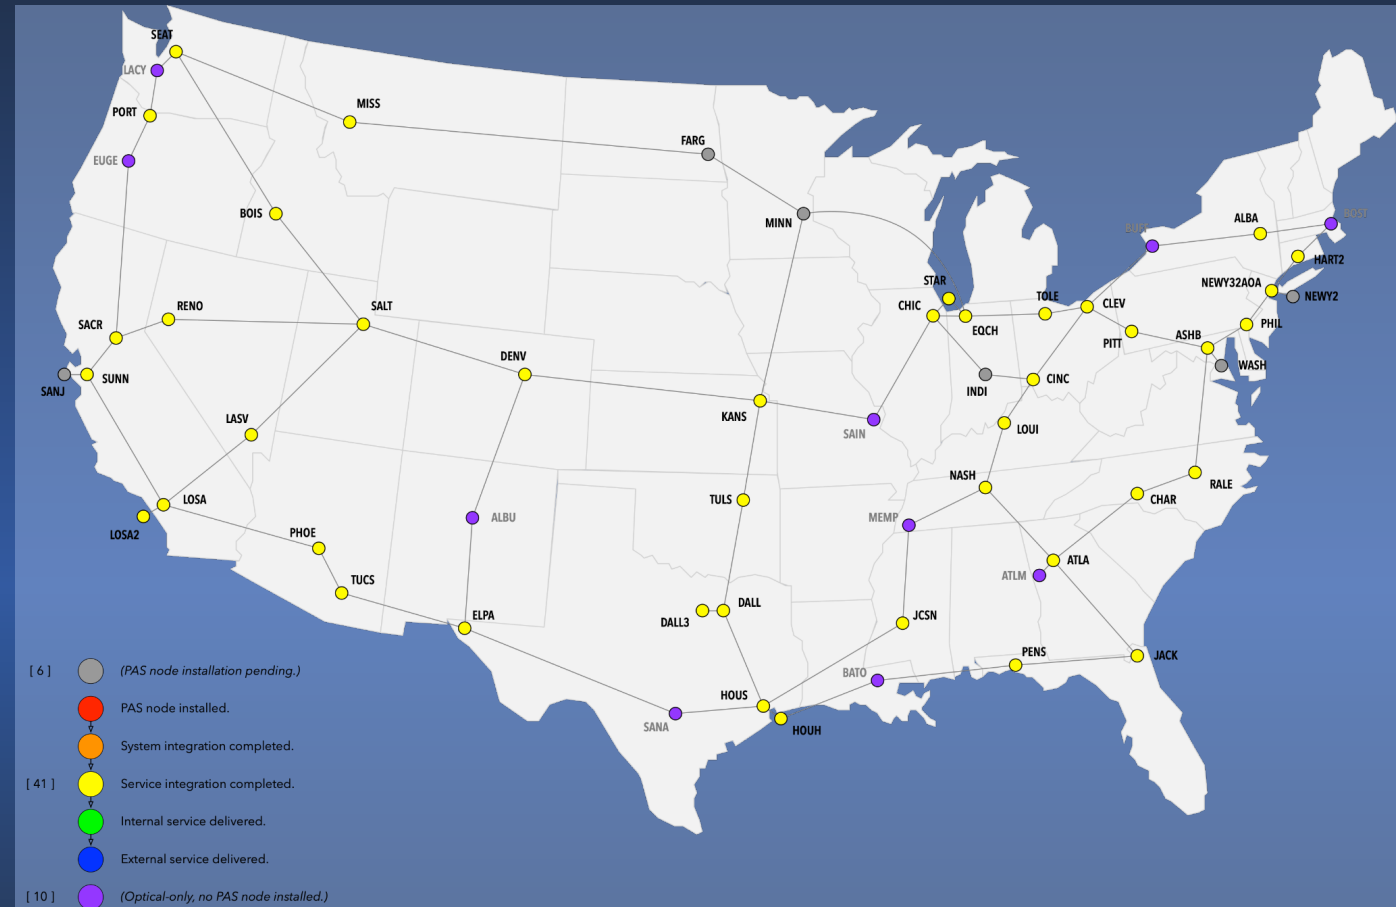 SEAT
LACY
MISS
PORT
FARG
EUGE
BOIS
MINN
ALBA
BOST
HART2
STAR
NEWY32AOA
NEWY2
RENO
SALT
CHIC
TOLE
CLEV
SACR
EQCH
PITT
ASHB
PHIL
DENV
WASH
SANJ
SUNN
INDI
CINC
LASV
KANS
SAIN
LOUI
NASH
RALE
LOSA
TULS
CHAR
LOSA2
ALBU
MEMP
PHOE
ATLA
TUCS
ATLM
DALL
ELPA
DALL3
JCSN
PENS
JACK
[ 6 ] (PAS node installation pending.)
BATO
HOUS
PAS node installed.
SANA
HOUH
System integration completed.
[ 41 ] Service integration completed.
Internal service delivered.
External service delivered.
[ 10 ] (Optical-only, no PAS node installed.)